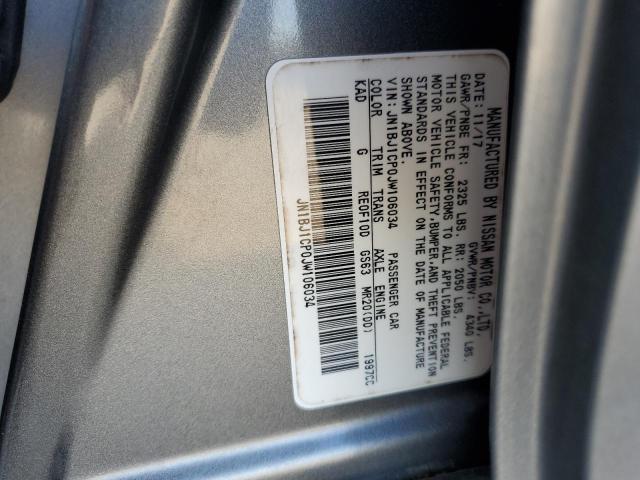 MANUFACTURED BY NISSAN MOTOR CO.,LTD.
DATE: 11/17 GVWR/PNBV: 4340 LBS.
GAWR/PNBE FR: 2325 LBS. RR: 2050 LBS.
THIS VEHICLE CONFORMS TO ALL APPLICABLE FEDERAL
MOTOR VEHICLE SAFETY,BUMPER,AND THEFT PREVENTION
STANDARDS IN EFFECT ON THE DATE OF MANUFACTURE
SHOWN ABOVE.
VIN: JN1BJ1CP0JW106034 PASSENGER CAR
COLOR TRIM TRANS AXLE ENGINE
KAD G RE0F10D GS63 MR20(DD) 1997CC
JN1BJ1CP0JW106034